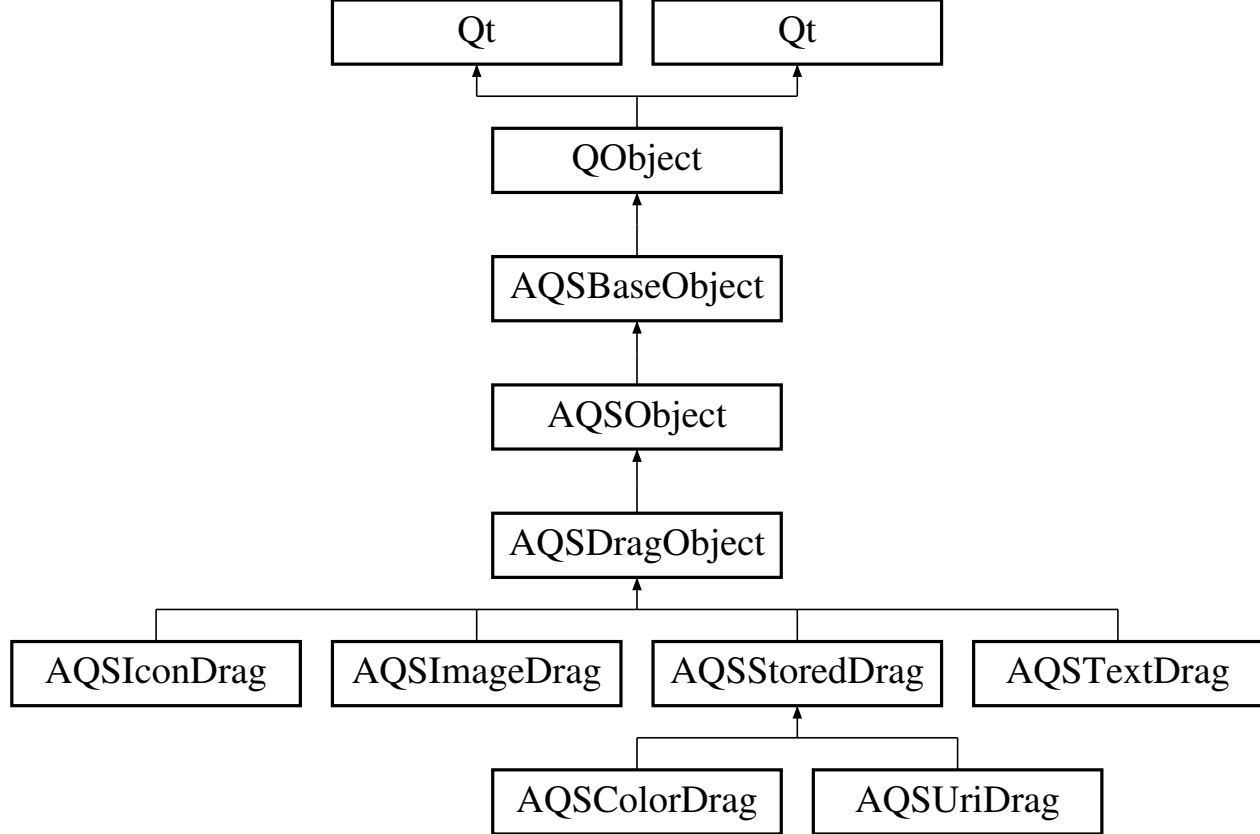 Qt
Qt
QObject
AQSBaseObject
AQSObject
AQSDragObject
AQSIconDrag
AQSImageDrag
AQSStoredDrag
AQSTextDrag
AQSColorDrag
AQSUriDrag